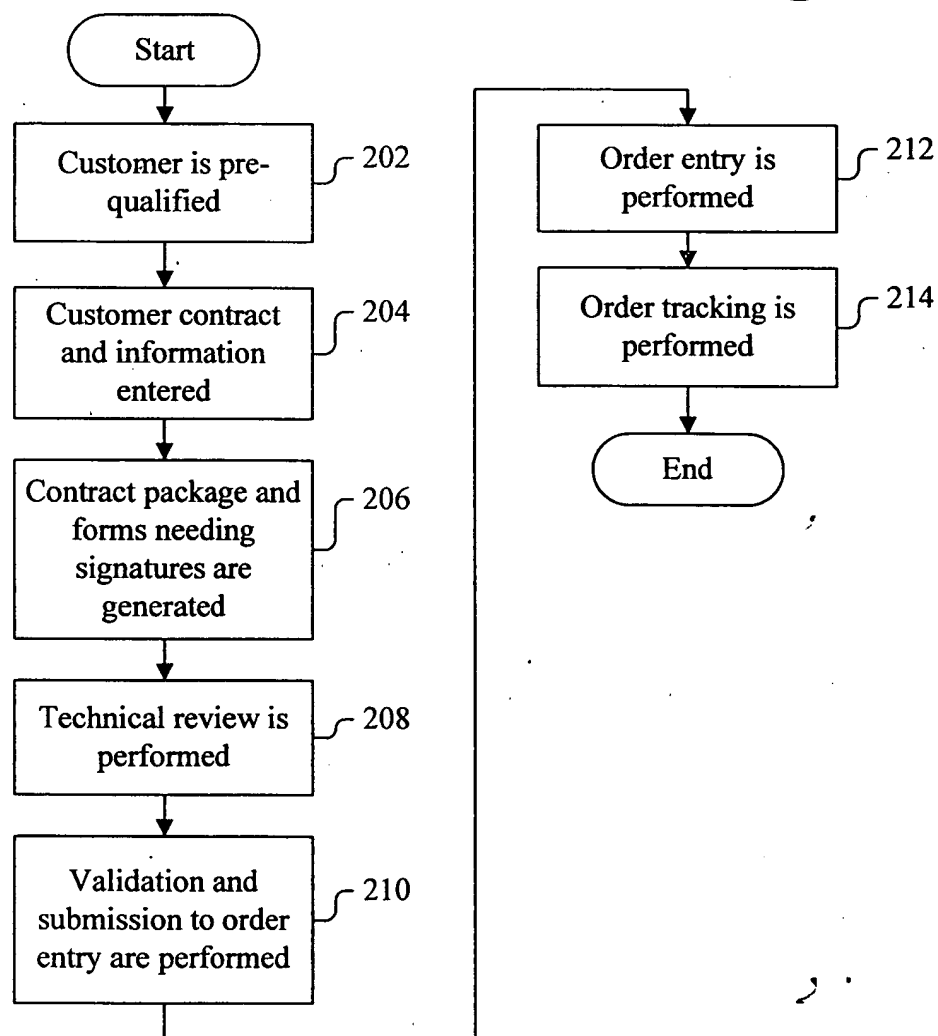 Start
Customer is pre-
qualified
202
Customer contract
and information
entered
204
Contract package and
forms needing
signatures are
generated
206
Technical review is
performed
208
Validation and
submission to order
entry are performed
210
Order entry is
performed
212
Order tracking is
performed
214
End